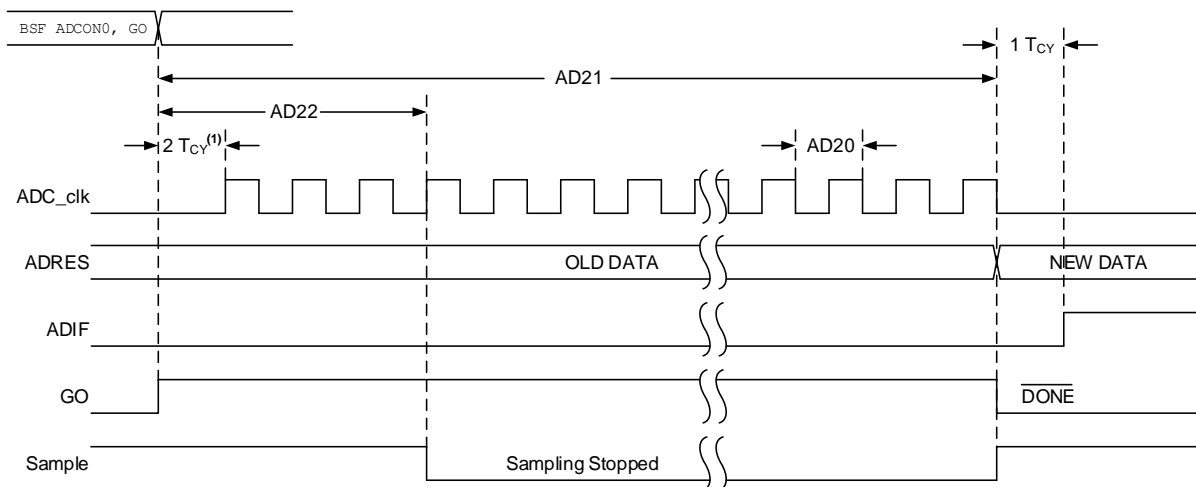 BSF ADCON0, GO
1 TCY
AD21
AD22
2 TCY(1)
AD20
ADC_clk
ADRES
OLD DATA
NEW DATA
ADIF
GO
DONE
Sample
Sampling Stopped